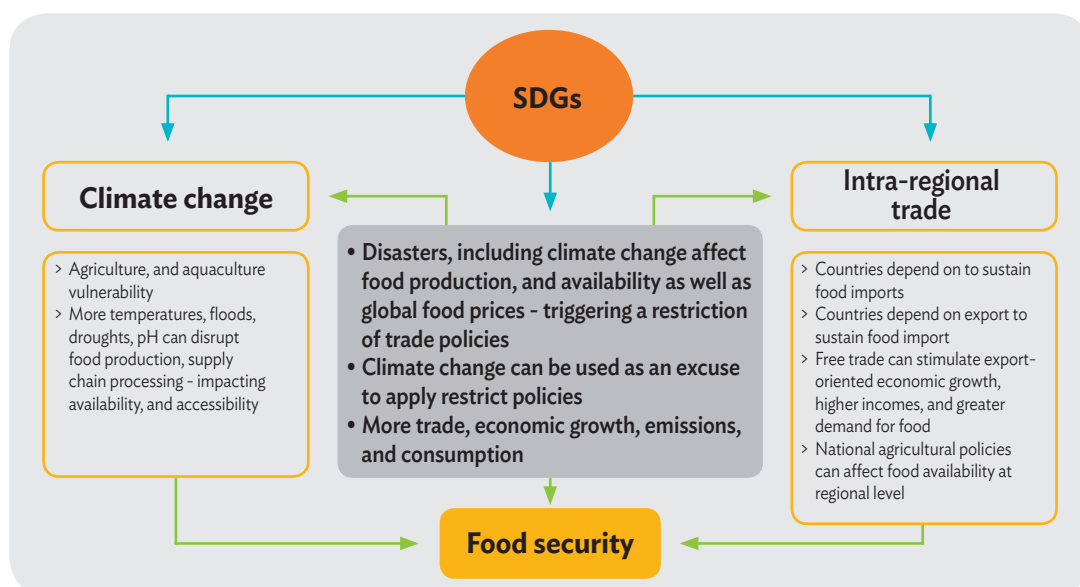 SDGs
Climate change
> Agriculture, and aquaculture
vulnerability
> More temperatures, floods,
droughts, pH can disrupt
food production, supply
chain processing - impacting
availability, and accessibility
• Disasters, including climate change affect
food production, and availability as well as
global food prices - triggering a restriction
of trade policies
• Climate change can be used as an excuse
to apply restrict policies
• More trade, economic growth, emissions,
and consumption
Intra-regional
trade
> Countries depend on to sustain
food imports
> Countries depend on export to
sustain food import
> Free trade can stimulate export-
oriented economic growth,
higher incomes, and greater
demand for food
> National agricultural policies
can affect food availability at
regional level
Food security